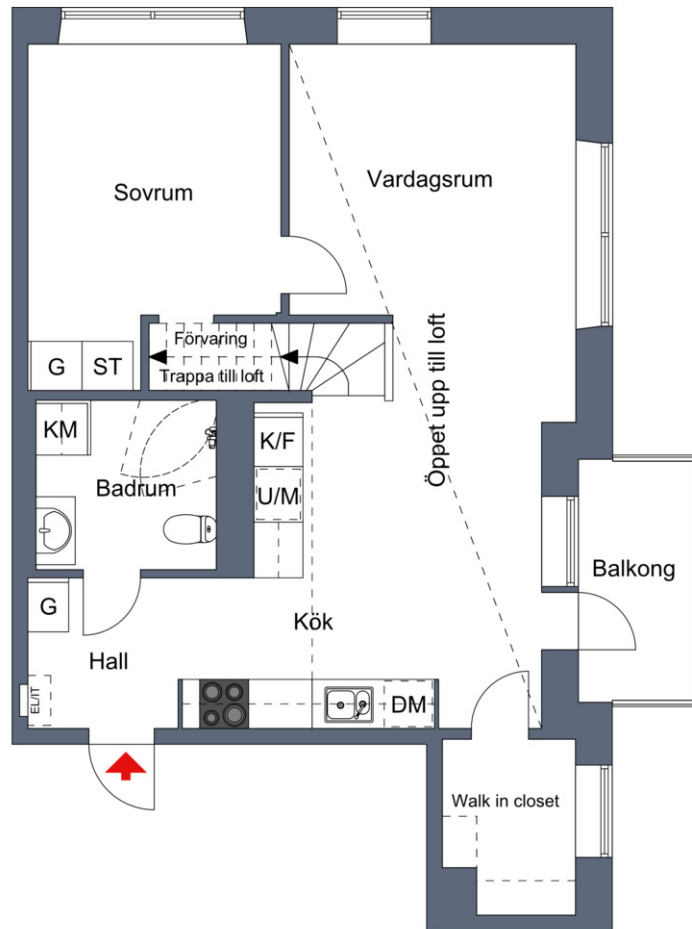 Sovrum
Vardagsrum
Förvaring
Trappa till loft
G
ST
Öppet upp till loft
KM
K/F
U/M
Badrum
Balkong
G
Kök
Hall
EL/IT
DM
Walk in closet